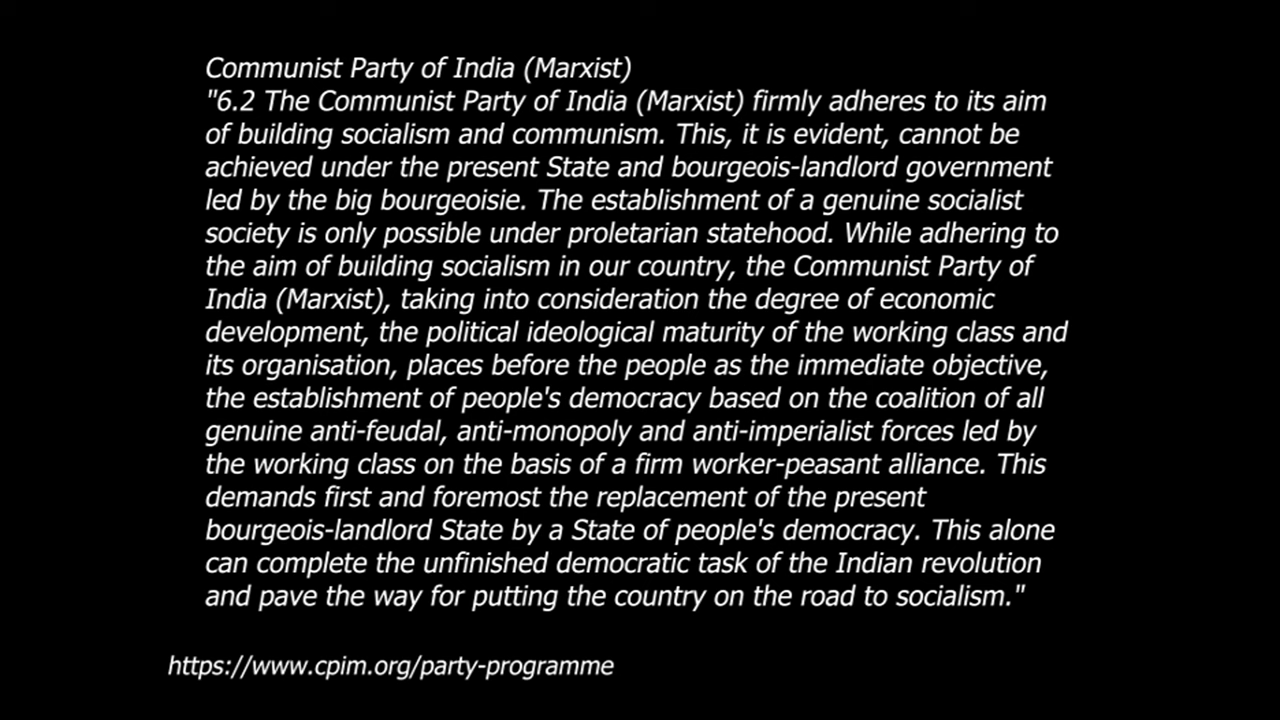 Communist Party of India (Marxist)
"6.2 The Communist Party of India (Marxist) firmly adheres to its aim
of building socialism and communism. This, it is evident, cannot be
achieved under the present State and bourgeois-landlord government
led by the big bourgeoisie. The establishment of a genuine socialist
society is only possible under proletarian statehood. While adhering to
the aim of building socialism in our country, the Communist Party of
India (Marxist), taking into consideration the degree of economic
development, the political ideological maturity of the working class and
its organisation, places before the people as the immediate objective,
the establishment of people's democracy based on the coalition of all
genuine anti-feudal, anti-monopoly and anti-imperialist forces led by
the working class on the basis of a firm worker-peasant alliance. This
demands first and foremost the replacement of the present
bourgeois-landlord State by a State of people's democracy. This alone
can complete the unfinished democratic task of the Indian revolution
and pave the way for putting the country on the road to socialism."
https://www.cpim.org/party-programme